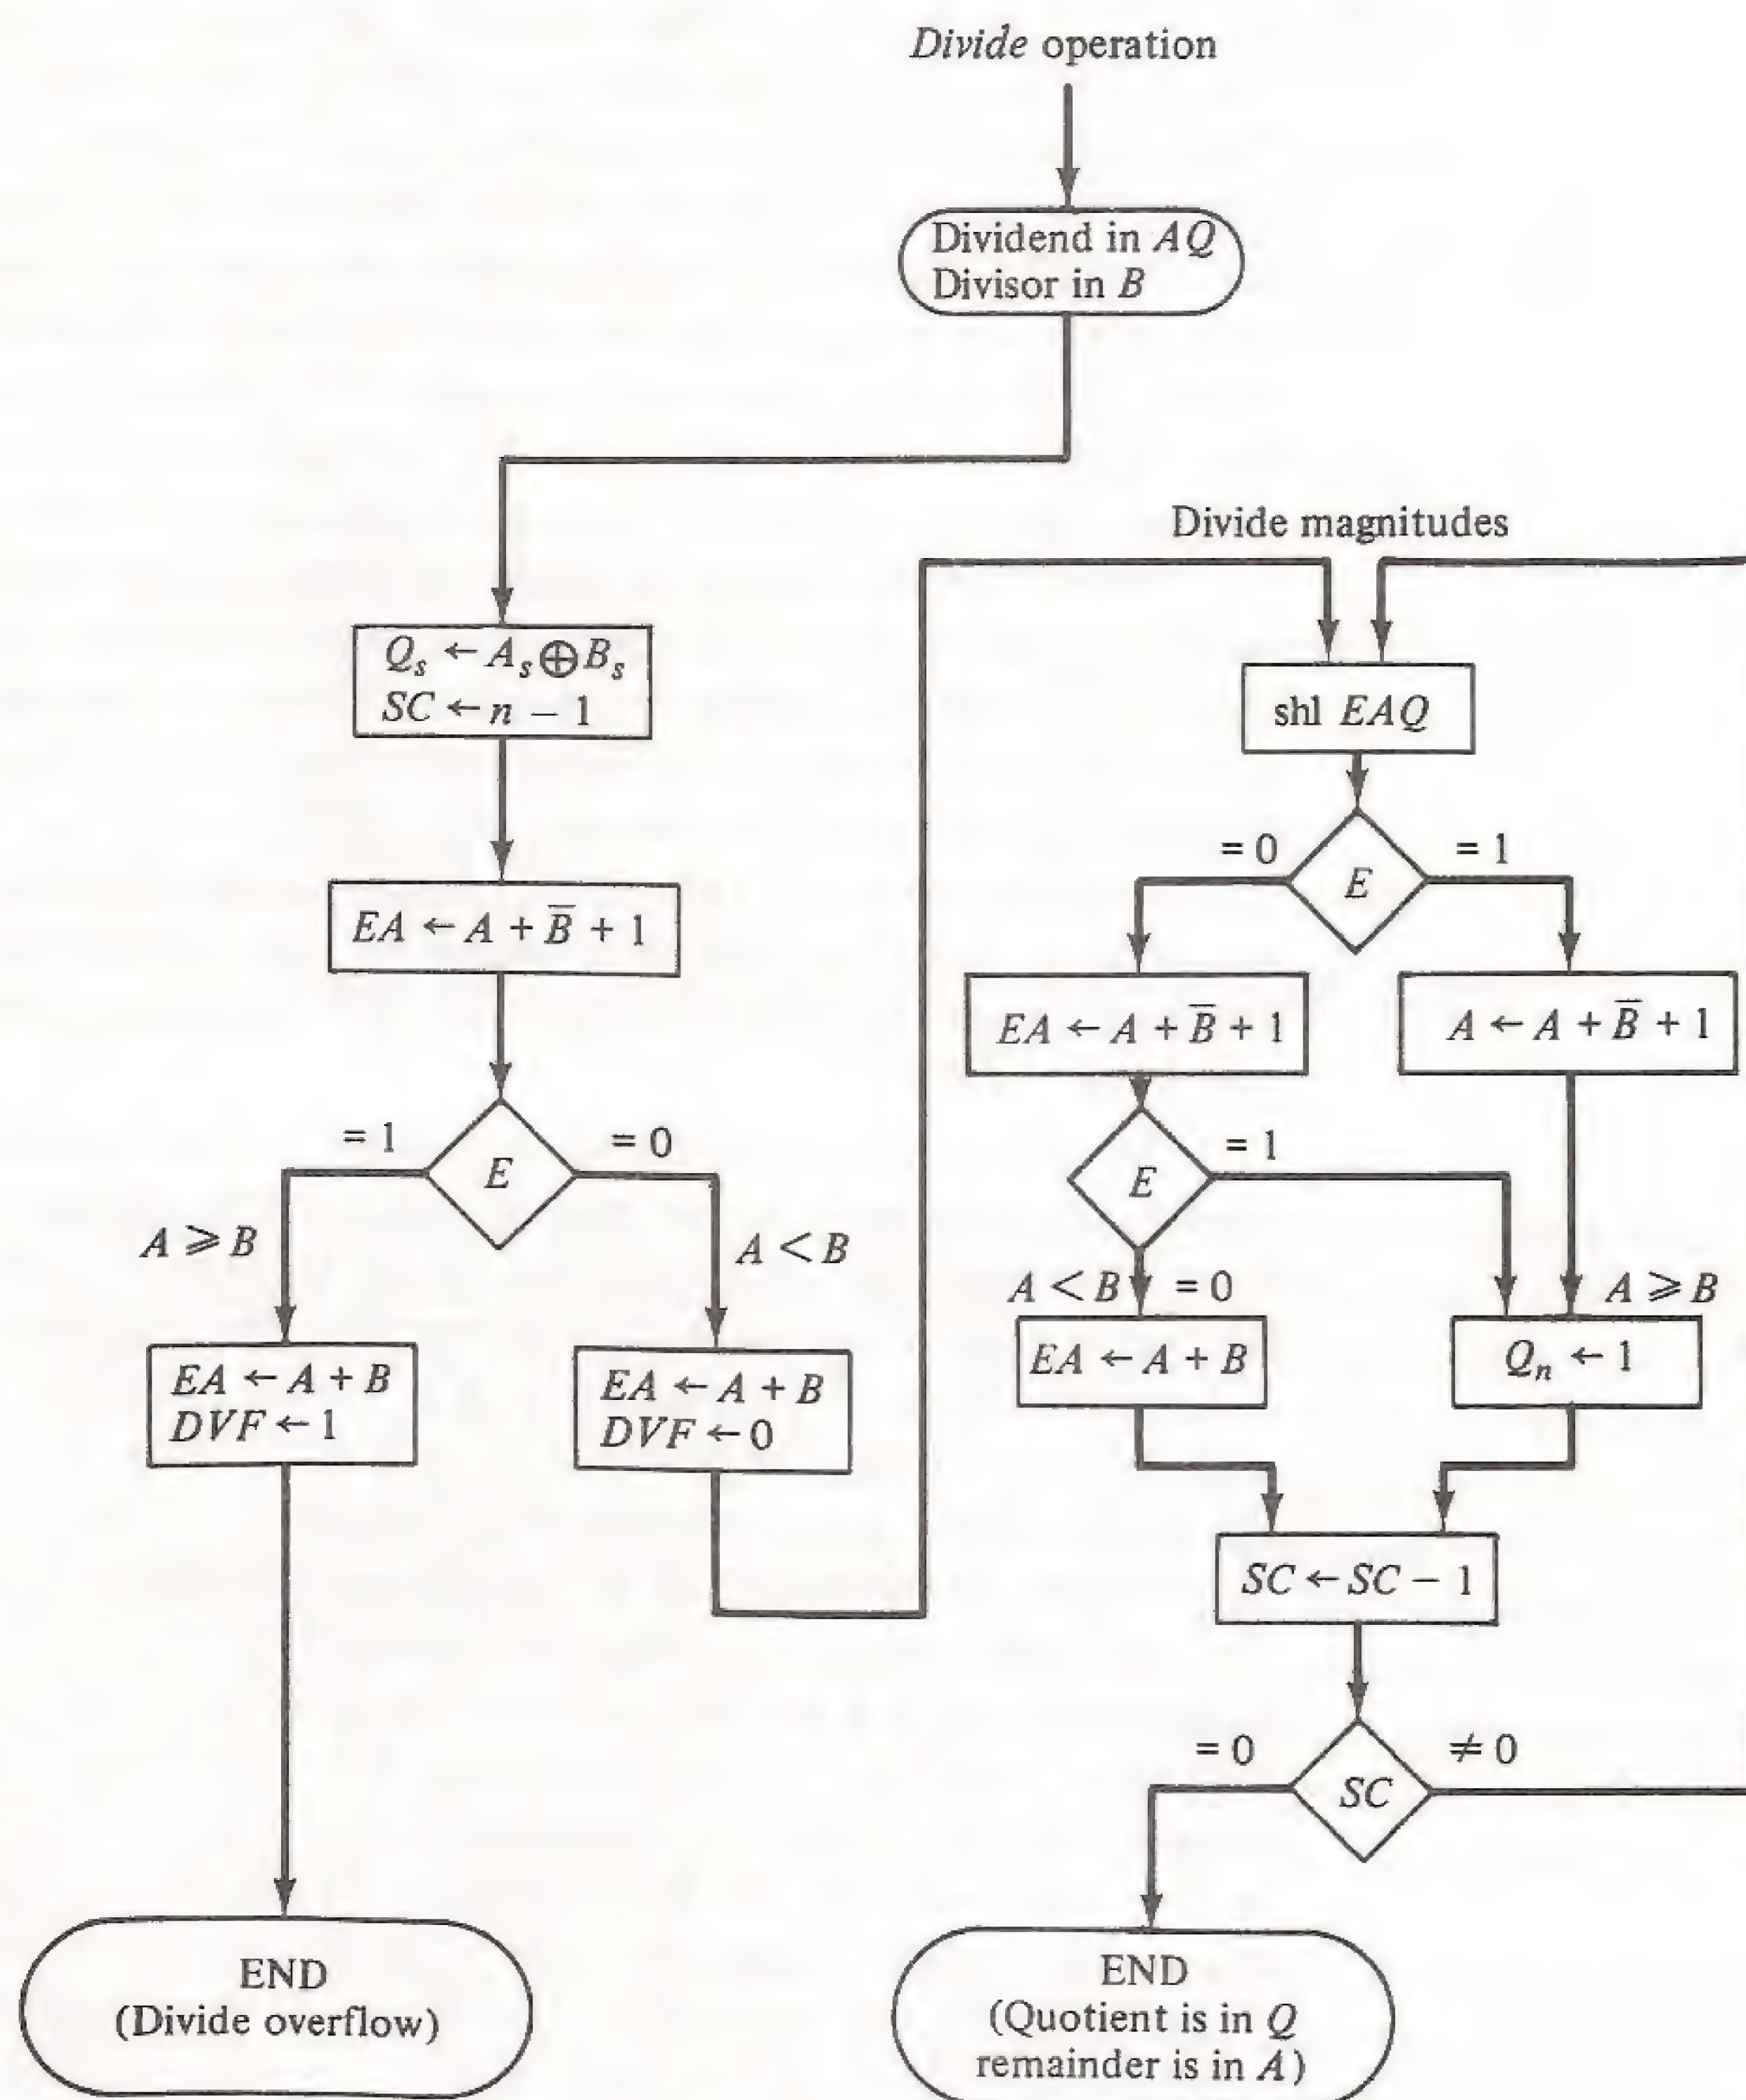 Divide operation
Dividend in AQ
Divisor in B
Qs ← As ⊕ Bs
SC ← n − 1
EA ← A + B̅ + 1
E
= 1
= 0
A ⩾ B
A < B
EA ← A + B
DVF ← 1
EA ← A + B
DVF ← 0
END
(Divide overflow)
Divide magnitudes
shl EAQ
E
= 0
= 1
EA ← A + B̅ + 1
A ← A + B̅ + 1
E
= 1
A < B
= 0
A ⩾ B
EA ← A + B
Qn ← 1
SC ← SC − 1
SC
= 0
≠ 0
END
(Quotient is in Q
remainder is in A)